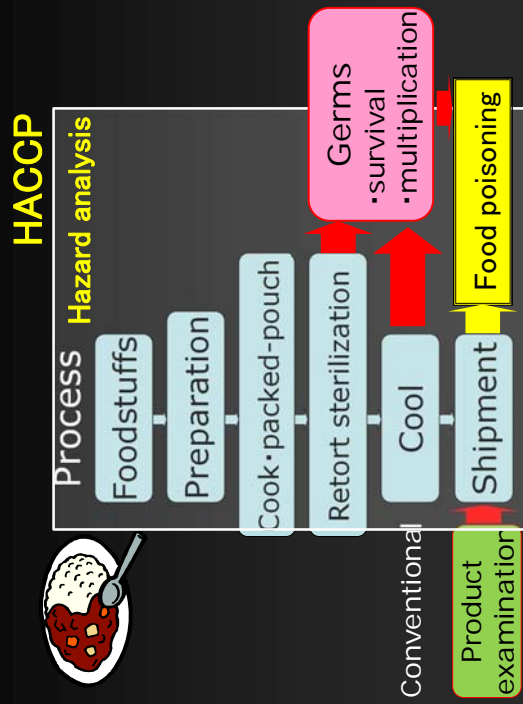 HACCP
Process
Hazard analysis
Foodstuffs
Preparation
Cook･packed-pouch
Retort sterilization
Cool
Shipment
Germs
･survival
･multiplication
Food poisoning
Conventional
Product
examination